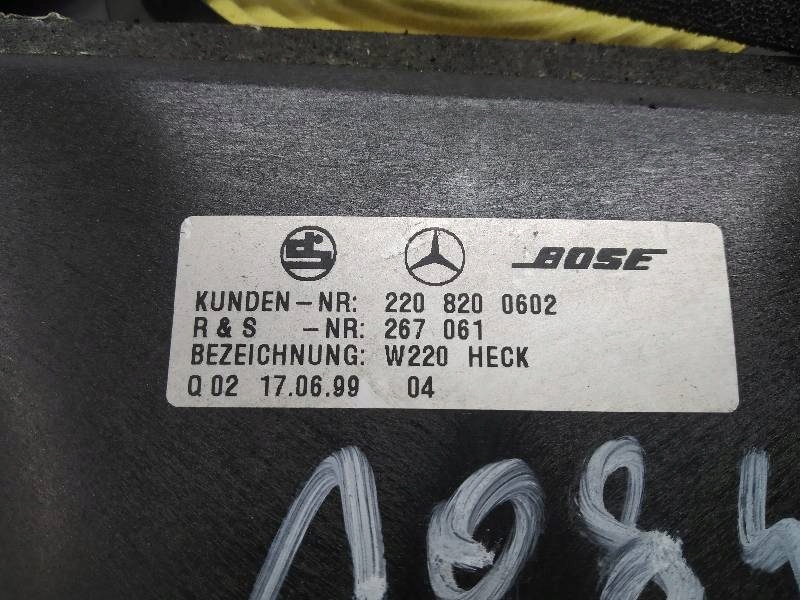 BOSE
KUNDEN-NR: 220 820 0602
R & S -NR: 267 061
BEZEICHNUNG: W220 HECK
Q 02 17.06.99 04